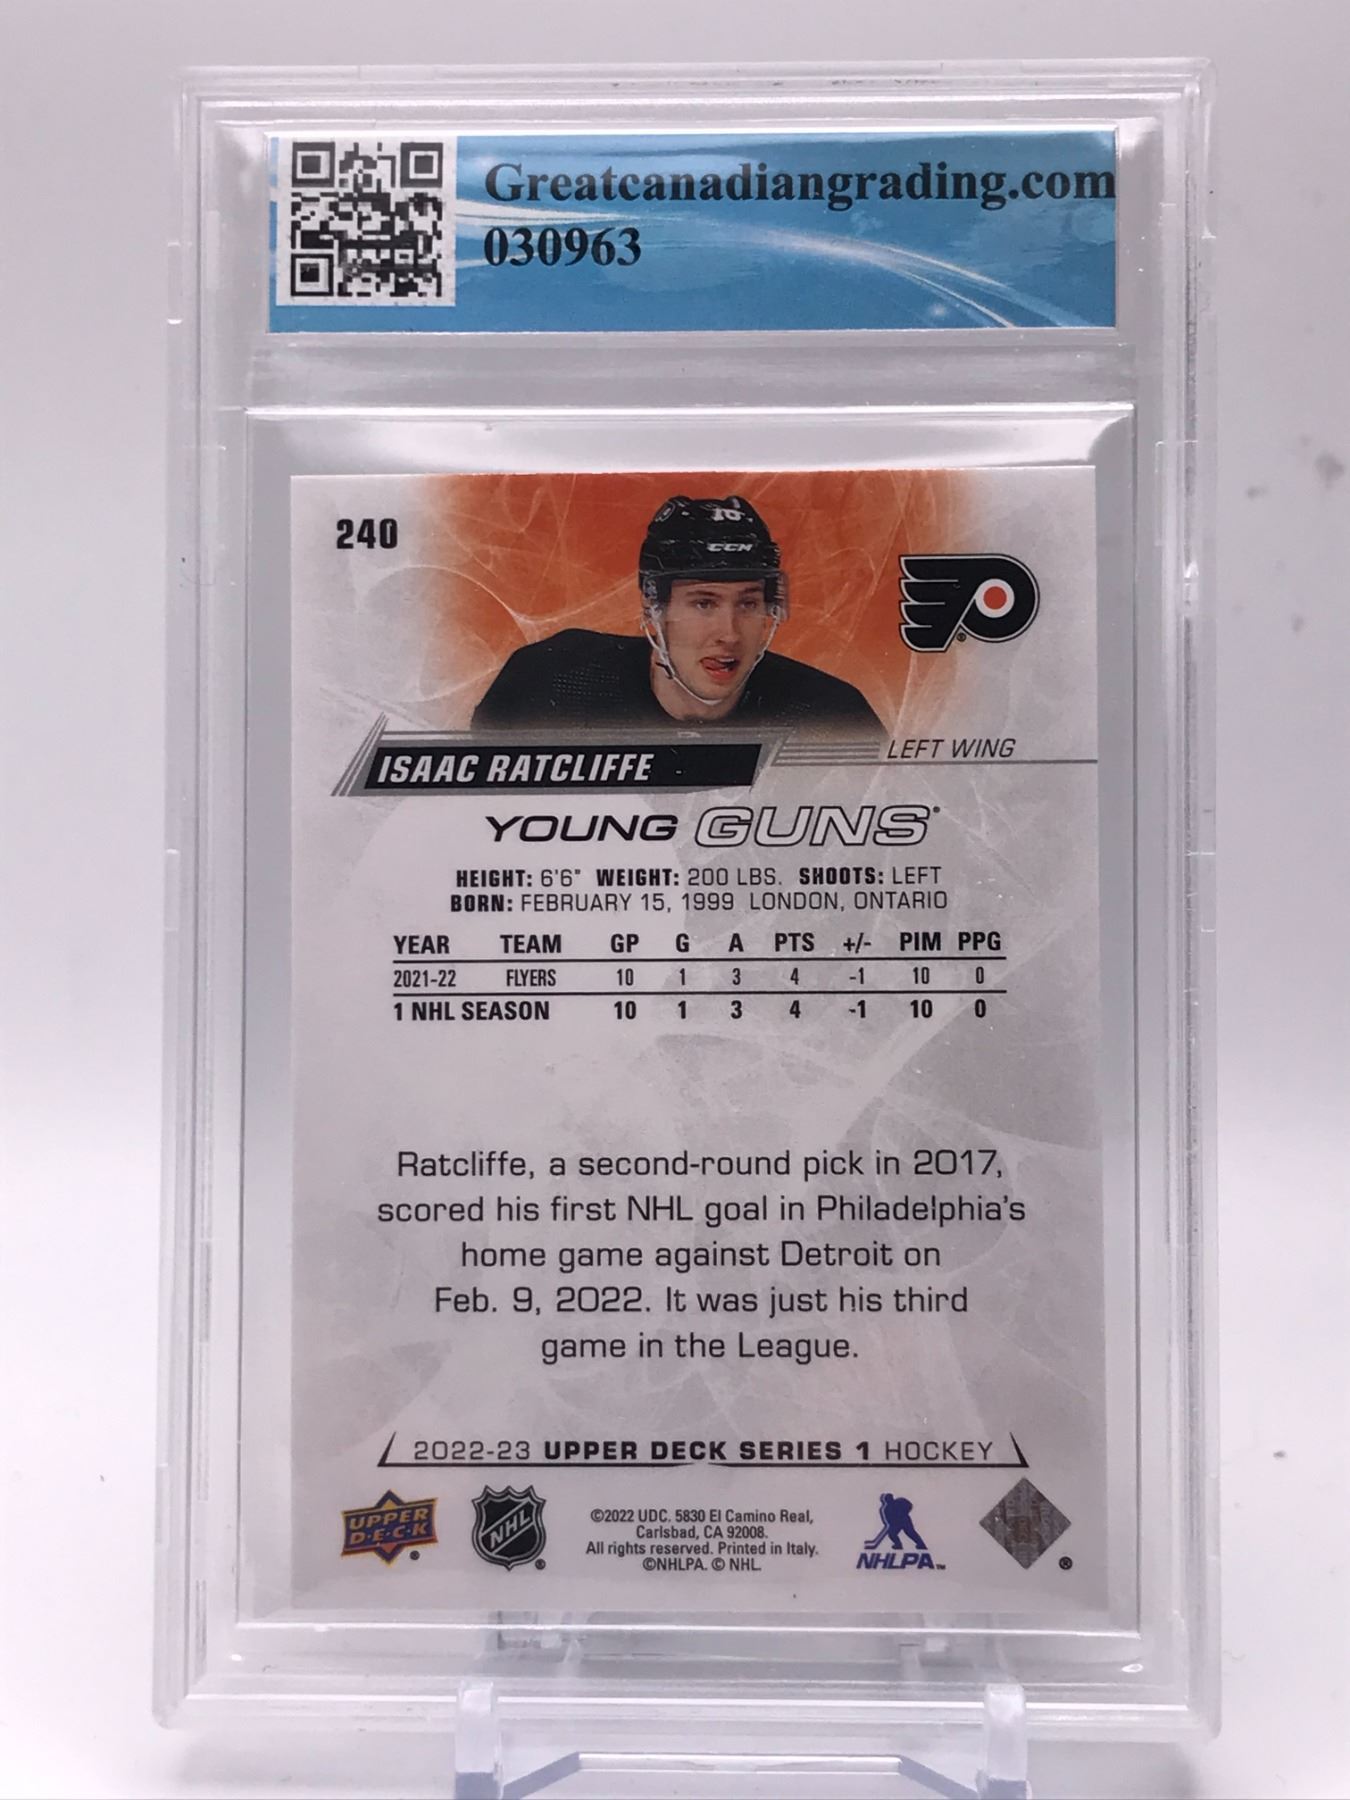 Greatcanadiangrading.com
030963
240
CCM
ISAAC RATCLIFFE
LEFT WING
YOUNG GUNS®
HEIGHT: 6'6" WEIGHT: 200 LBS. SHOOTS: LEFT
BORN: FEBRUARY 15, 1999 LONDON, ONTARIO
YEAR TEAM GP G A PTS +/- PIM PPG
2021-22 FLYERS 10 1 3 4 -1 10 0
1 NHL SEASON 10 1 3 4 -1 10 0
Ratcliffe, a second-round pick in 2017,
scored his first NHL goal in Philadelphia's
home game against Detroit on
Feb. 9, 2022. It was just his third
game in the League.
2022-23 UPPER DECK SERIES 1 HOCKEY
UPPER
D·E·C·K ®
NHL ®
©2022 UDC. 5830 El Camino Real,
Carlsbad, CA 92008.
All rights reserved. Printed in Italy.
©NHLPA. © NHL.
NHLPA™
®